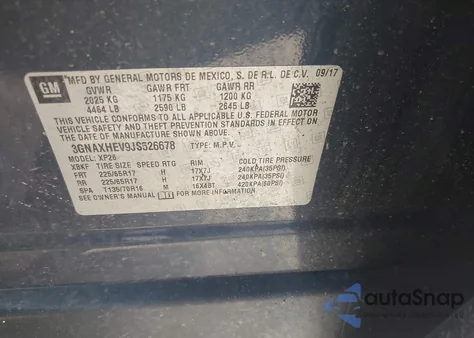 GM
MFD BY GENERAL MOTORS DE MEXICO, S. DE R.L. DE C.V. 09/17
GVWR GAWR FRT GAWR RR
2025 KG 1175 KG 1200 KG
4464 LB 2590 LB 2645 LB
THIS VEHICLE CONFORMS TO ALL APPLICABLE U.S. FEDERAL MOTOR
VEHICLE SAFETY, BUMPER, AND THEFT PREVENTION STANDARDS
IN EFFECT ON THE DATE OF MANUFACTURE SHOWN ABOVE.
3GNAXHEV9JS526678 TYPE: M.P.V.
MODEL: XP26
XBKF TIRE SIZE SPEED RTG RIM COLD TIRE PRESSURE
FRT 225/65R17 H 17X7J 240KPA(35PSI)
RR 225/65R17 H 17X7J 240KPA(35PSI)
SPA T135/70R16 M 16X4BT 420KPA(60PSI)
SEE OWNER'S MANUAL FOR MORE INFORMATION.
autoSnap
Powered by